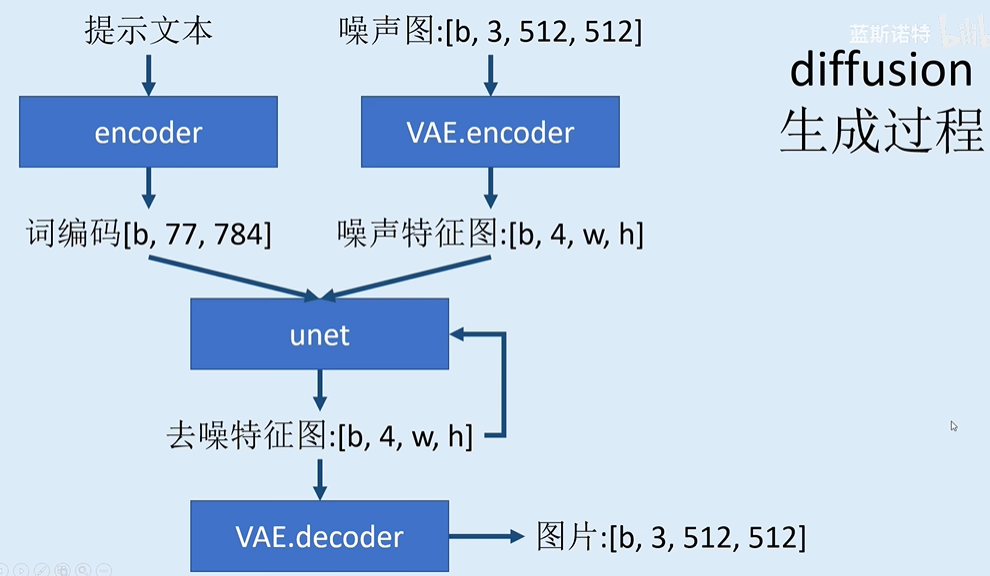 提示文本
噪声图:[b, 3, 512, 512]
蓝斯诺特
diffusion
生成过程
encoder
VAE.encoder
词编码[b, 77, 784]
噪声特征图:[b, 4, w, h]
unet
去噪特征图:[b, 4, w, h]
VAE.decoder
图片:[b, 3, 512, 512]